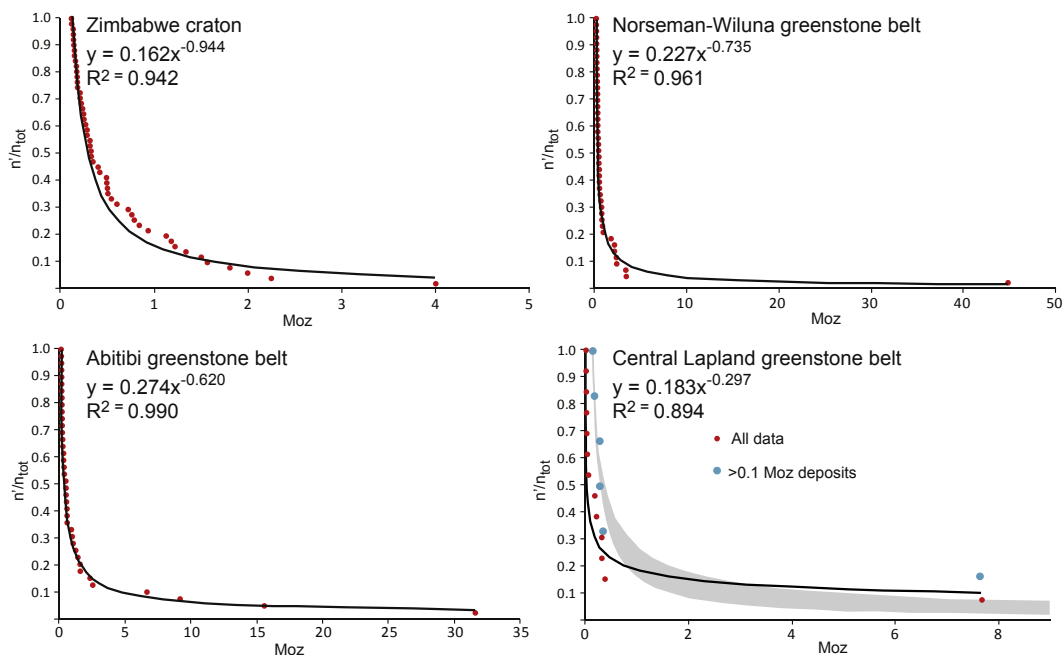 Zimbabwe craton
y = 0.162x^-0.944
R² = 0.942
n'/n_tot
1.0
0.9
0.8
0.7
0.6
0.5
0.4
0.3
0.2
0.1
0 1 2 3 4 5
Moz
Norseman-Wiluna greenstone belt
y = 0.227x^-0.735
R² = 0.961
n'/n_tot
1.0
0.9
0.8
0.7
0.6
0.5
0.4
0.3
0.2
0.1
0 10 20 30 40 50
Moz
Abitibi greenstone belt
y = 0.274x^-0.620
R² = 0.990
n'/n_tot
1.0
0.9
0.8
0.7
0.6
0.5
0.4
0.3
0.2
0.1
0 5 10 15 20 25 30 35
Moz
Central Lapland greenstone belt
y = 0.183x^-0.297
R² = 0.894
All data
>0.1 Moz deposits
n'/n_tot
1.0
0.9
0.8
0.7
0.6
0.5
0.4
0.3
0.2
0.1
0 2 4 6 8
Moz